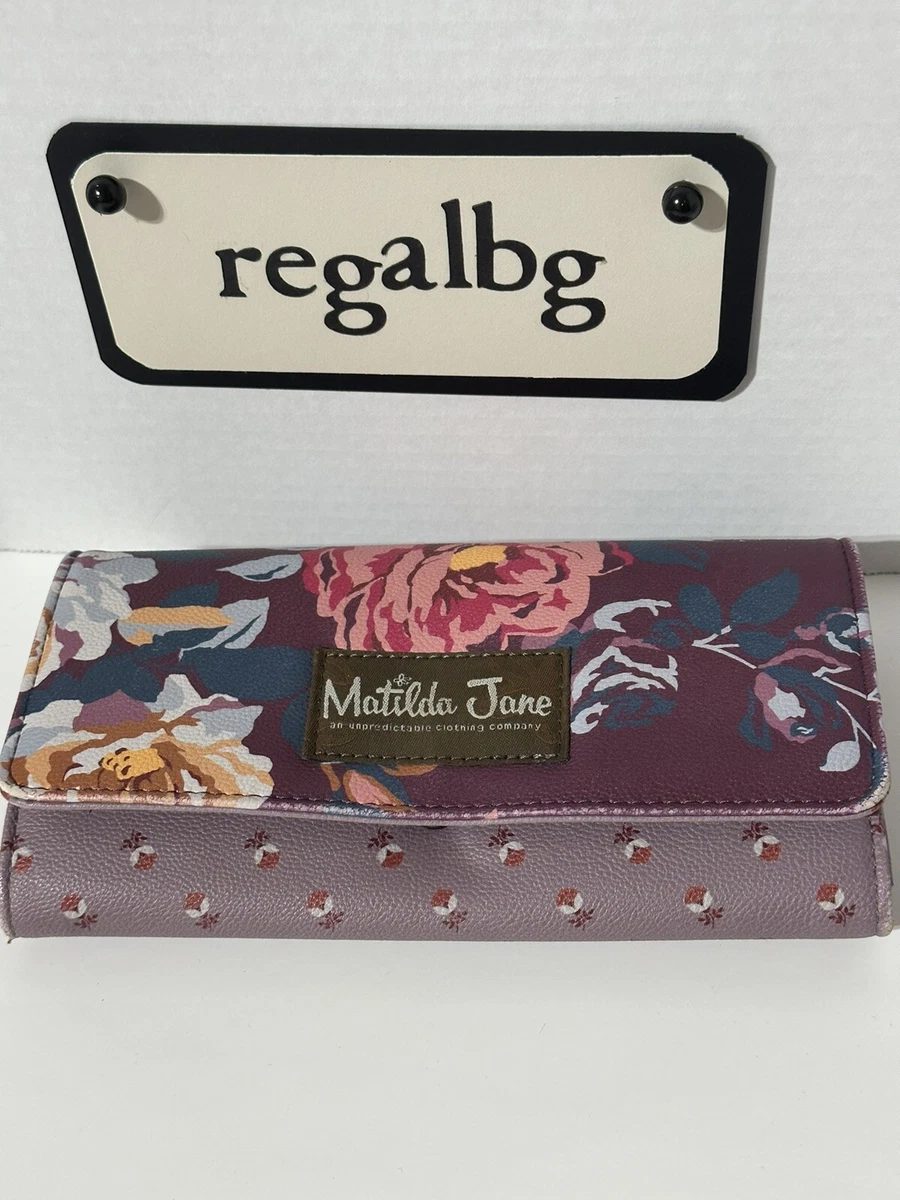 regalbg
Matilda Jane
an unpredictable clothing company